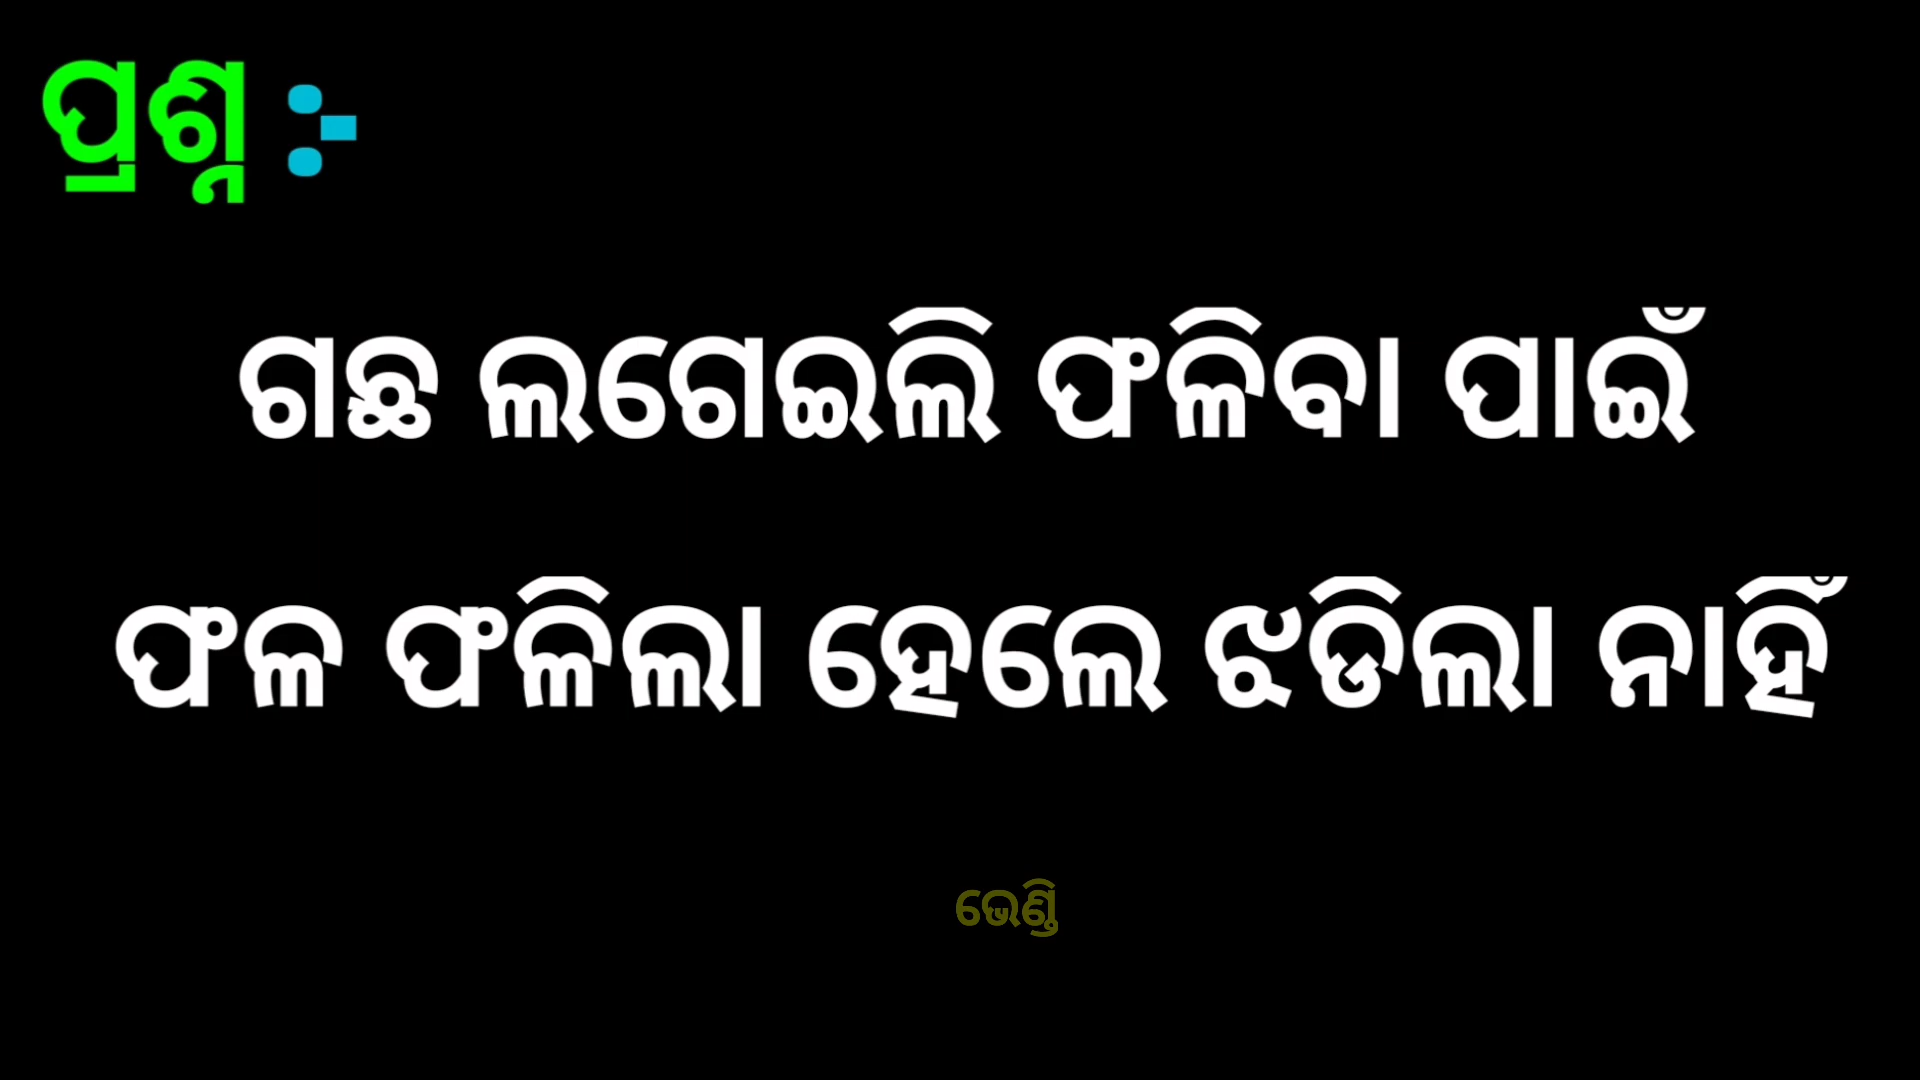 ପ୍ରଶ୍ନ :-
ଗଛ ଲଗେଇଲି ଫଳିବା ପାଇଁ
ଫଳ ଫଳିଲା ହେଲେ ଝଡିଲା ନାହିଁ
ଭେଣ୍ଡି